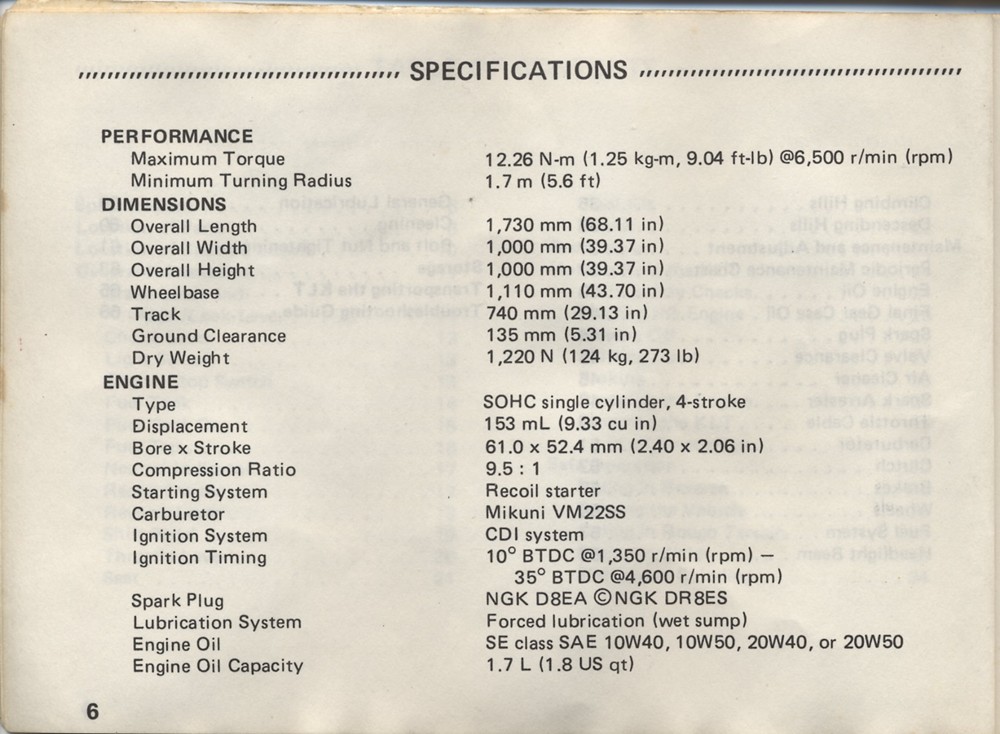 SPECIFICATIONS
PERFORMANCE
Maximum Torque 12.26 N-m (1.25 kg-m, 9.04 ft-lb) @6,500 r/min (rpm)
Minimum Turning Radius 1.7 m (5.6 ft)
DIMENSIONS
Overall Length 1,730 mm (68.11 in)
Overall Width 1,000 mm (39.37 in)
Overall Height 1,000 mm (39.37 in)
Wheelbase 1,110 mm (43.70 in)
Track 740 mm (29.13 in)
Ground Clearance 135 mm (5.31 in)
Dry Weight 1,220 N (124 kg, 273 lb)
ENGINE
Type SOHC single cylinder, 4-stroke
Displacement 153 mL (9.33 cu in)
Bore x Stroke 61.0 x 52.4 mm (2.40 x 2.06 in)
Compression Ratio 9.5 : 1
Starting System Recoil starter
Carburetor Mikuni VM22SS
Ignition System CDI system
Ignition Timing 10° BTDC @1,350 r/min (rpm) –
35° BTDC @4,600 r/min (rpm)
Spark Plug NGK D8EA ©NGK DR8ES
Lubrication System Forced lubrication (wet sump)
Engine Oil SE class SAE 10W40, 10W50, 20W40, or 20W50
Engine Oil Capacity 1.7 L (1.8 US qt)
6